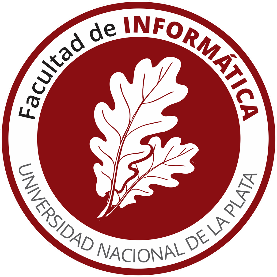 Facultad de INFORMÁTICA
UNIVERSIDAD NACIONAL DE LA PLATA